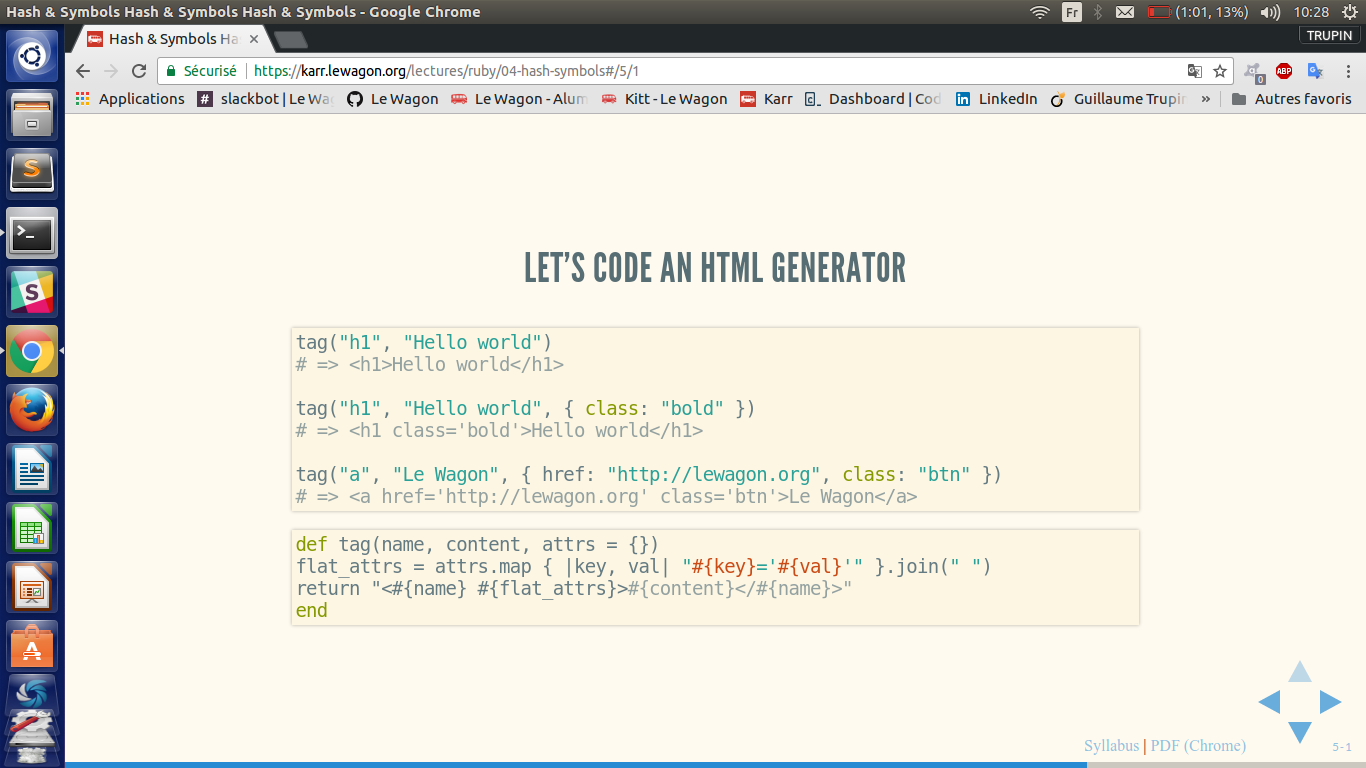 Hash & Symbols Hash & Symbols Hash & Symbols - Google Chrome
Fr
(1:01, 13%)
10:28
Hash & Symbols Ha
TRUPIN
Sécurisé
https://karr.lewagon.org/lectures/ruby/04-hash-symbols#/5/1
0
ABP
Applications
slackbot | Le Wag
Le Wagon
Le Wagon - Alum
Kitt - Le Wagon
Karr
Dashboard | Cod
LinkedIn
Guillaume Trupin
»
Autres favoris
LET'S CODE AN HTML GENERATOR
tag("h1", "Hello world")
# => <h1>Hello world</h1>
tag("h1", "Hello world", { class: "bold" })
# => <h1 class='bold'>Hello world</h1>
tag("a", "Le Wagon", { href: "http://lewagon.org", class: "btn" })
# => <a href='http://lewagon.org' class='btn'>Le Wagon</a>
def tag(name, content, attrs = {})
flat_attrs = attrs.map { |key, val| "#{key}='#{val}'" }.join(" ")
return "<#{name} #{flat_attrs}>#{content}</#{name}>"
end
Syllabus | PDF (Chrome)
5-1